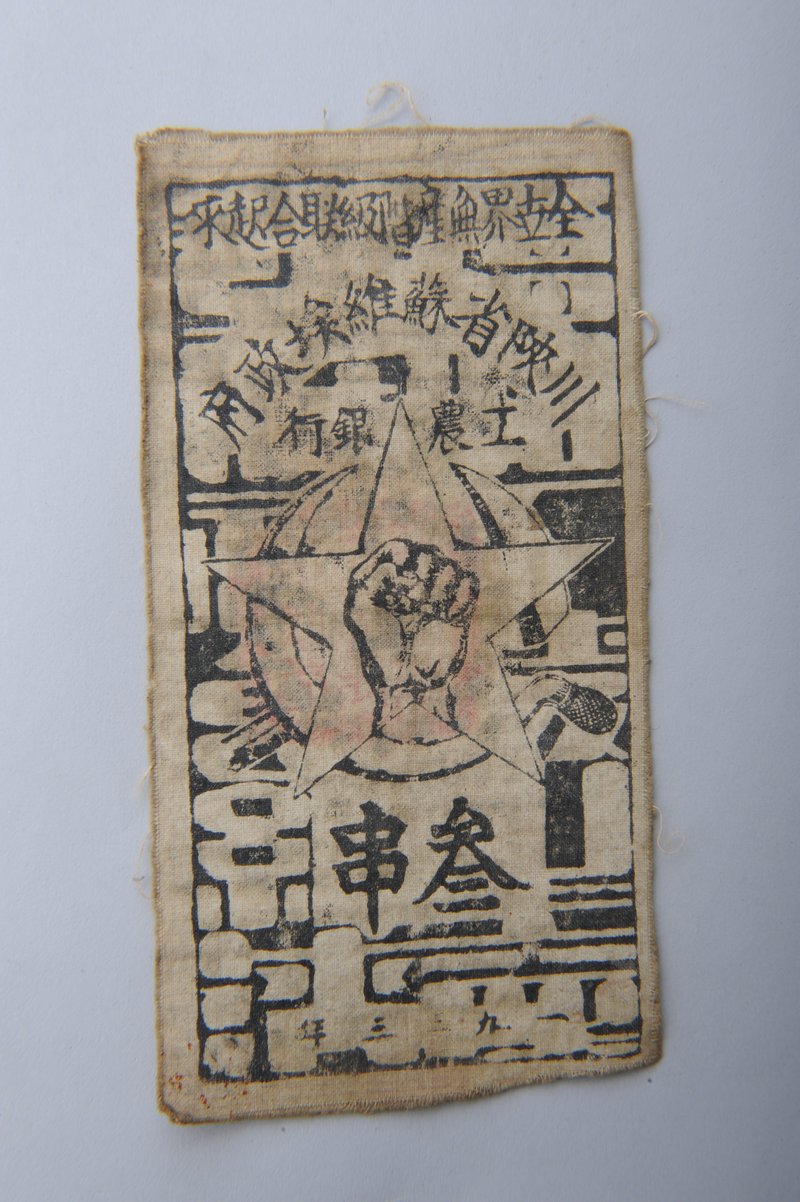 全世界無產階級聯合起來
川陝省蘇維埃政府
工農銀行
叁串
一九三三年